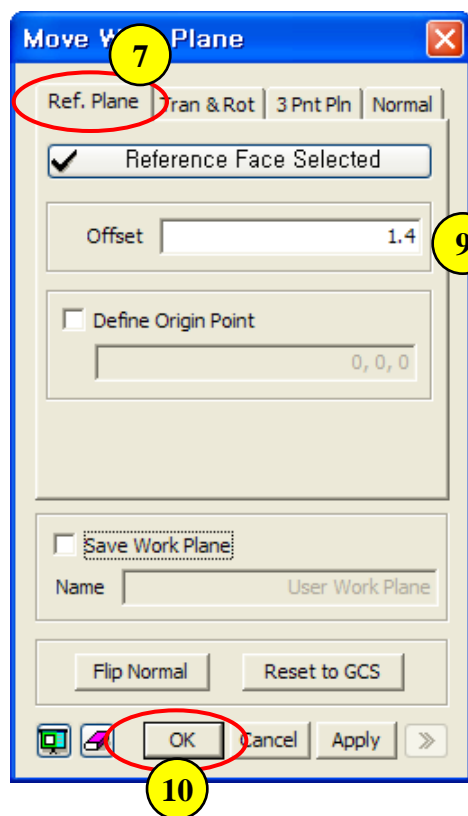 Move W Plane
7
Ref. Plane Tran & Rot 3 Pnt Pln Normal
Reference Face Selected
Offset 1.4
9
Define Origin Point
0, 0, 0
Save Work Plane
Name User Work Plane
Flip Normal Reset to GCS
OK Cancel Apply
10